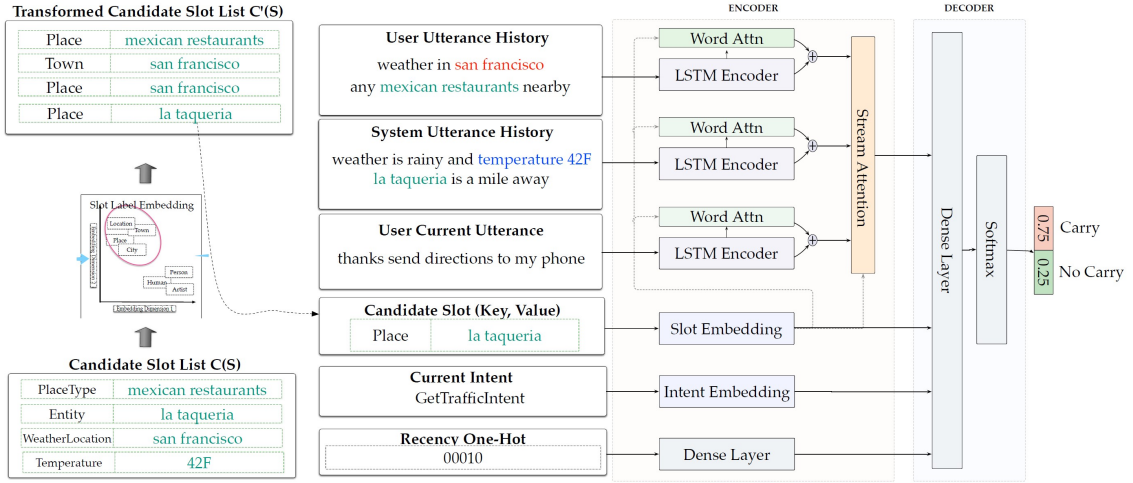 Transformed Candidate Slot List C'(S)
Place mexican restaurants
Town san francisco
Place san francisco
Place la taqueria
Slot Label Embedding
Location
Town
Place
City
Person
Human
Artist
Embedding Dimension 2
Embedding Dimension 1
Candidate Slot List C(S)
PlaceType mexican restaurants
Entity la taqueria
WeatherLocation san francisco
Temperature 42F
User Utterance History
weather in san francisco
any mexican restaurants nearby
System Utterance History
weather is rainy and temperature 42F
la taqueria is a mile away
User Current Utterance
thanks send directions to my phone
Candidate Slot (Key, Value)
Place la taqueria
Current Intent
GetTrafficIntent
Recency One-Hot
00010
ENCODER
Word Attn
LSTM Encoder
Word Attn
LSTM Encoder
Word Attn
LSTM Encoder
Stream Attention
Slot Embedding
Intent Embedding
Dense Layer
DECODER
Dense Layer
Softmax
0.75 Carry
0.25 No Carry